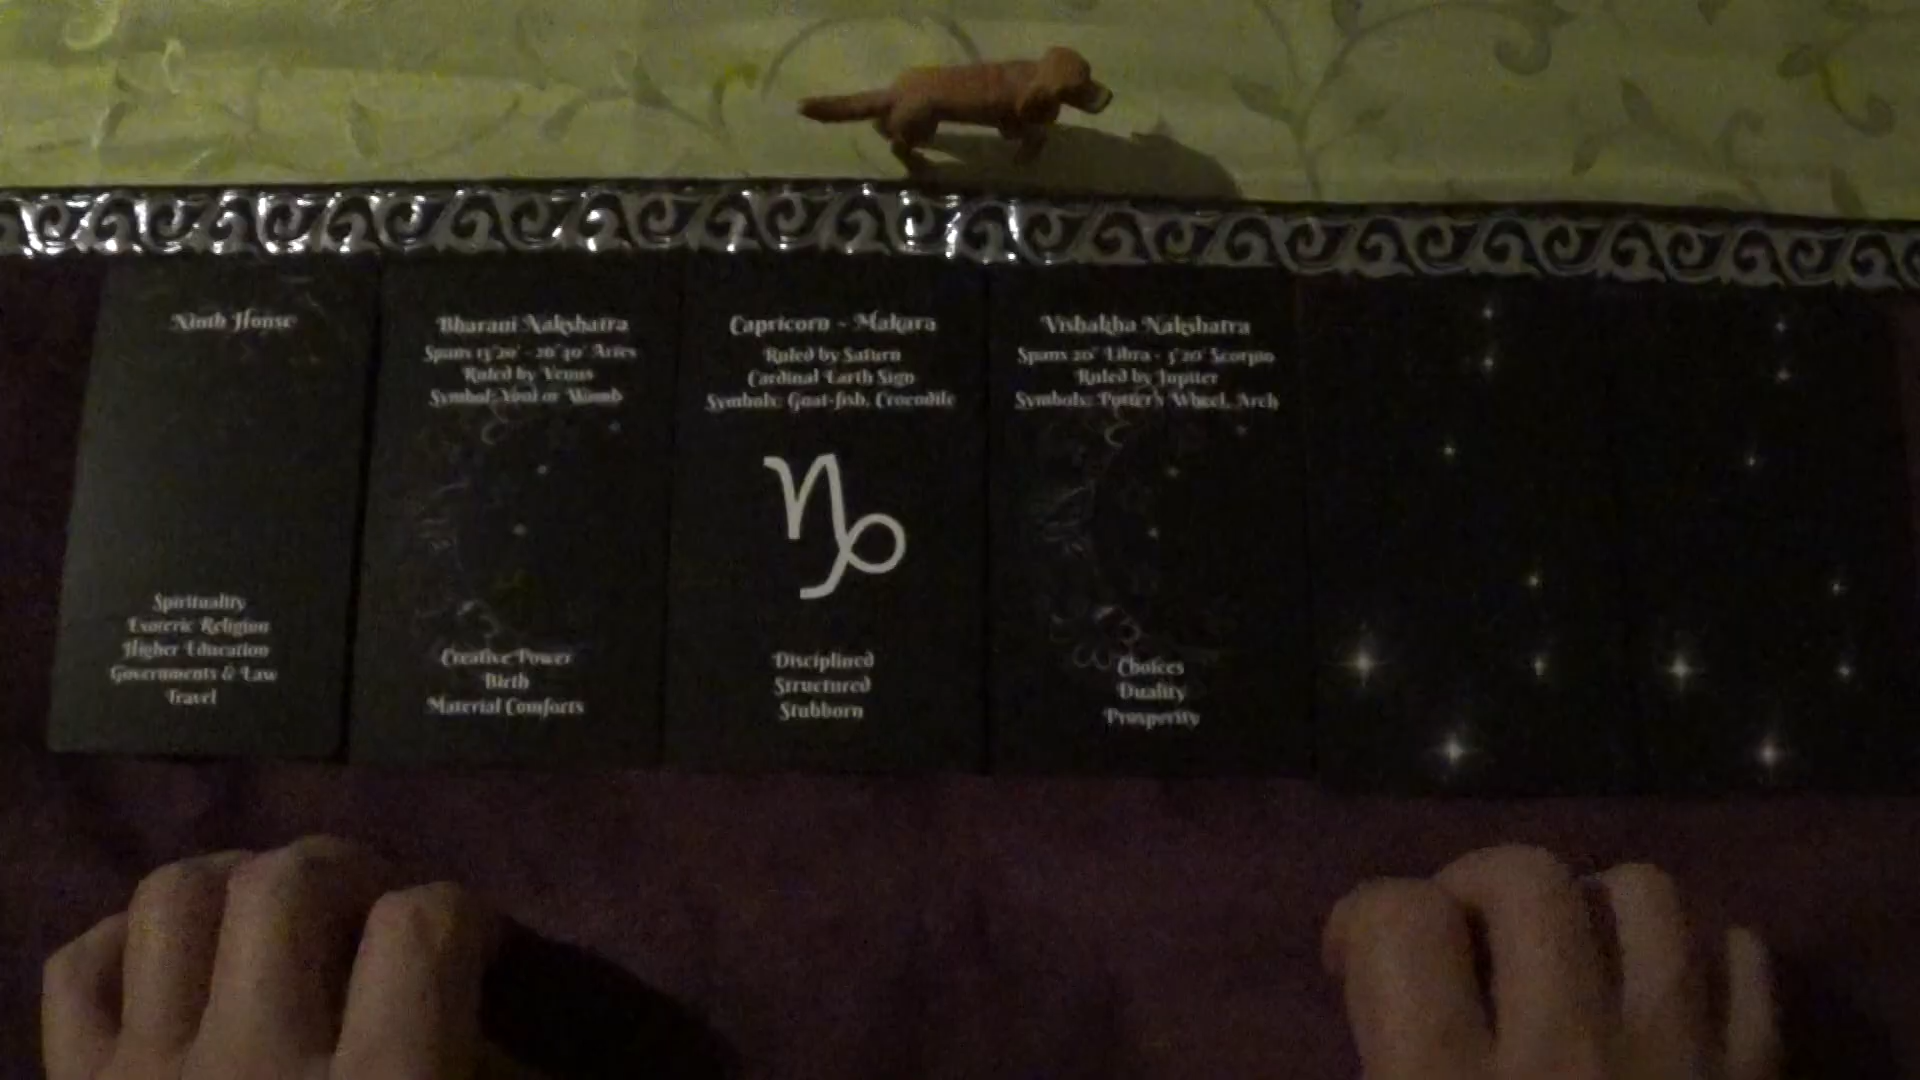 Ninth House
Spirituality
Exoteric Religion
Higher Education
Governments & Law
Travel
Bharani Nakshatra
Spans 13°20' - 26°40' Aries
Ruled by Venus
Symbol: Yoni or Womb
Creative Power
Birth
Material Comforts
Capricorn - Makara
Ruled by Saturn
Cardinal Earth Sign
Symbols: Goat-fish, Crocodile
Disciplined
Structured
Stubborn
Vishakha Nakshatra
Spans 20° Libra - 3°20' Scorpio
Ruled by Jupiter
Symbols: Potter's Wheel, Arch
Choices
Duality
Prosperity